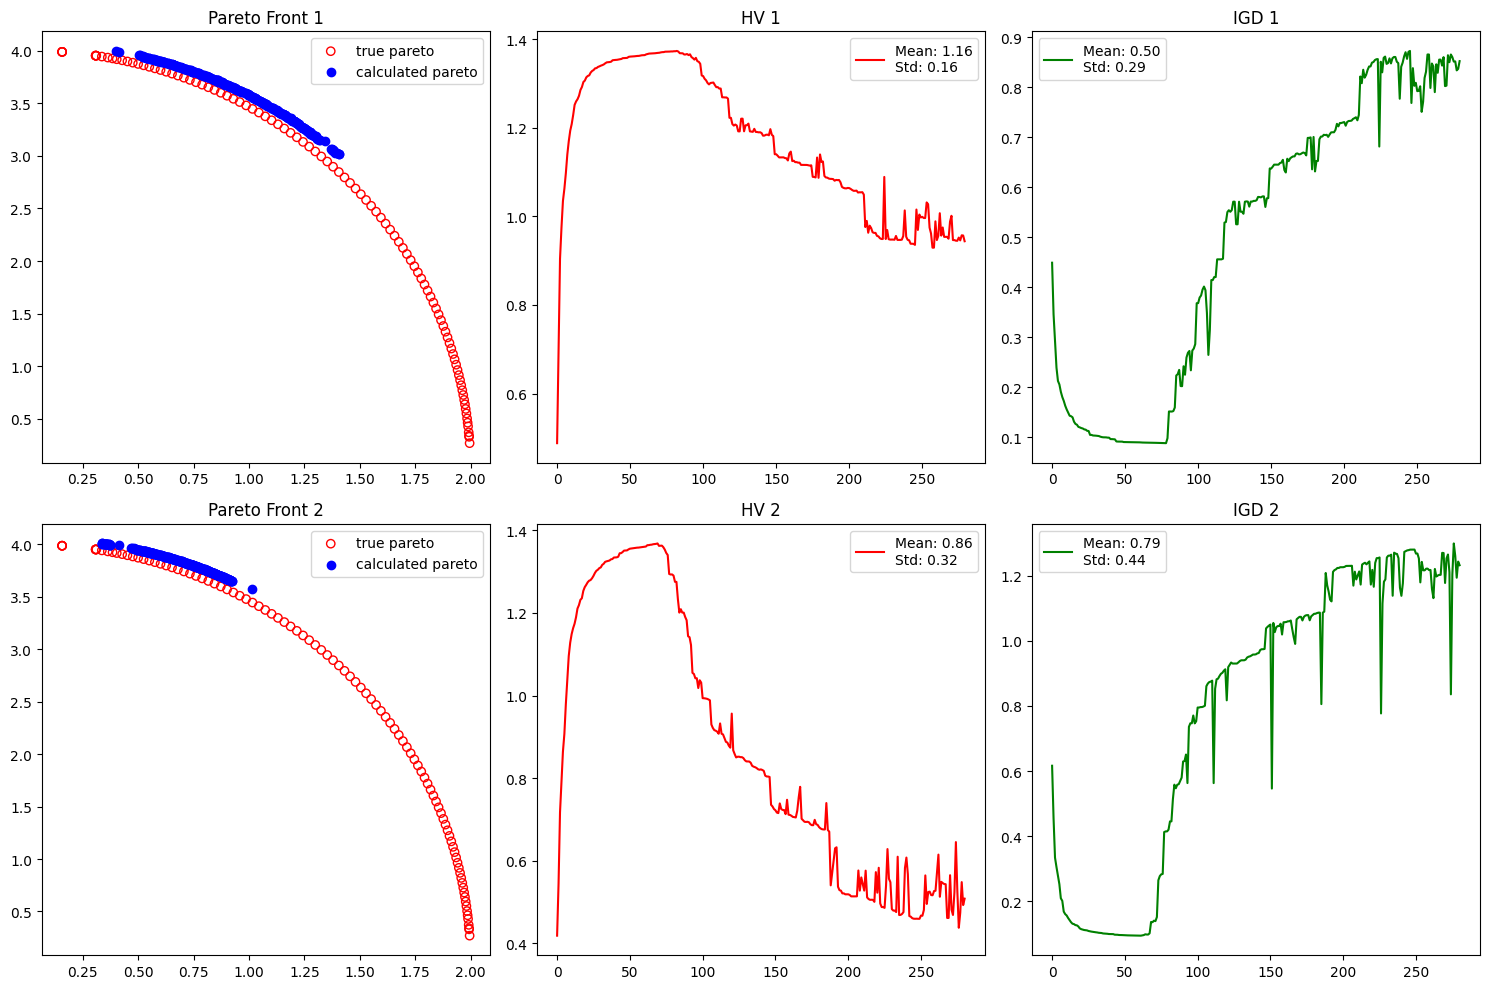 Pareto Front 1
true pareto
calculated pareto
4.0
3.5
3.0
2.5
2.0
1.5
1.0
0.5
0.25 0.50 0.75 1.00 1.25 1.50 1.75 2.00
HV 1
Mean: 1.16
Std: 0.16
1.4
1.2
1.0
0.8
0.6
0 50 100 150 200 250
IGD 1
Mean: 0.50
Std: 0.29
0.9
0.8
0.7
0.6
0.5
0.4
0.3
0.2
0.1
0 50 100 150 200 250
Pareto Front 2
true pareto
calculated pareto
4.0
3.5
3.0
2.5
2.0
1.5
1.0
0.5
0.25 0.50 0.75 1.00 1.25 1.50 1.75 2.00
HV 2
Mean: 0.86
Std: 0.32
1.4
1.2
1.0
0.8
0.6
0.4
0 50 100 150 200 250
IGD 2
Mean: 0.79
Std: 0.44
1.2
1.0
0.8
0.6
0.4
0.2
0 50 100 150 200 250